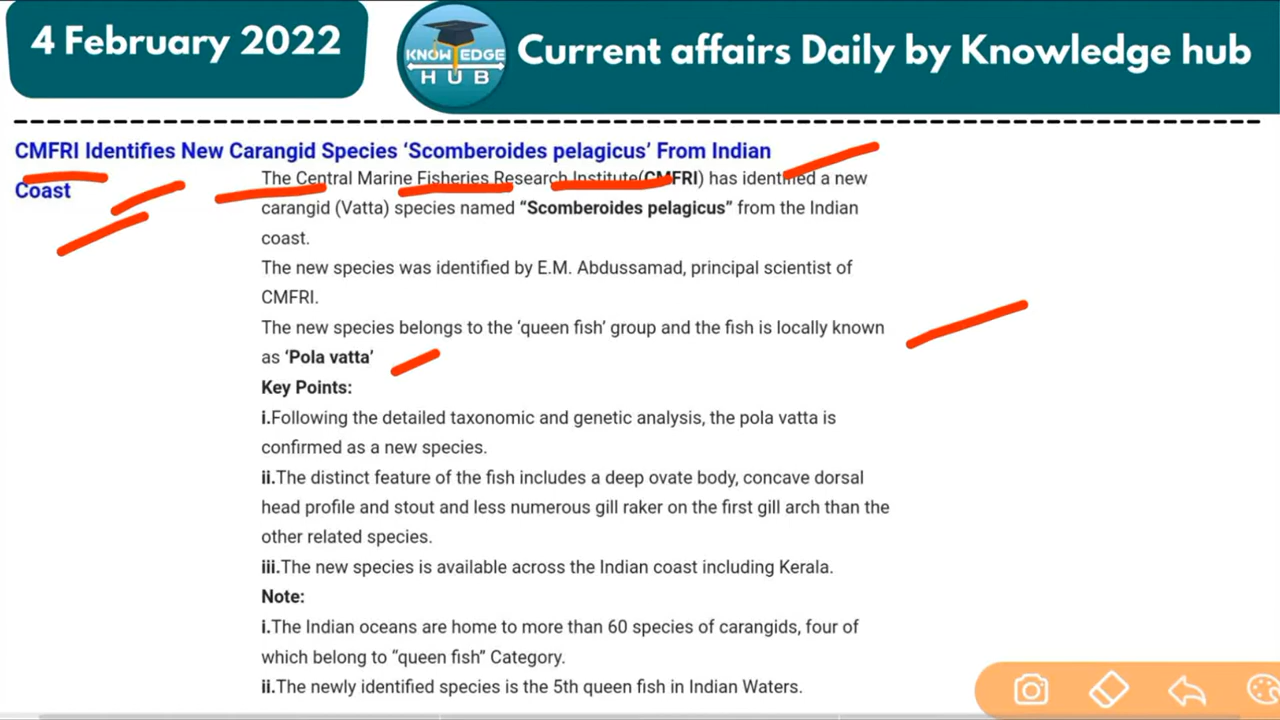 4 February 2022
KNOWLEDGE
HUB
Current affairs Daily by Knowledge hub
CMFRI Identifies New Carangid Species ‘Scomberoides pelagicus’ From Indian
Coast
The Central Marine Fisheries Research Institute(CMFRI) has identified a new
carangid (Vatta) species named “Scomberoides pelagicus” from the Indian
coast.
The new species was identified by E.M. Abdussamad, principal scientist of
CMFRI.
The new species belongs to the ‘queen fish’ group and the fish is locally known
as ‘Pola vatta’
Key Points:
i.Following the detailed taxonomic and genetic analysis, the pola vatta is
confirmed as a new species.
ii.The distinct feature of the fish includes a deep ovate body, concave dorsal
head profile and stout and less numerous gill raker on the first gill arch than the
other related species.
iii.The new species is available across the Indian coast including Kerala.
Note:
i.The Indian oceans are home to more than 60 species of carangids, four of
which belong to “queen fish” Category.
ii.The newly identified species is the 5th queen fish in Indian Waters.